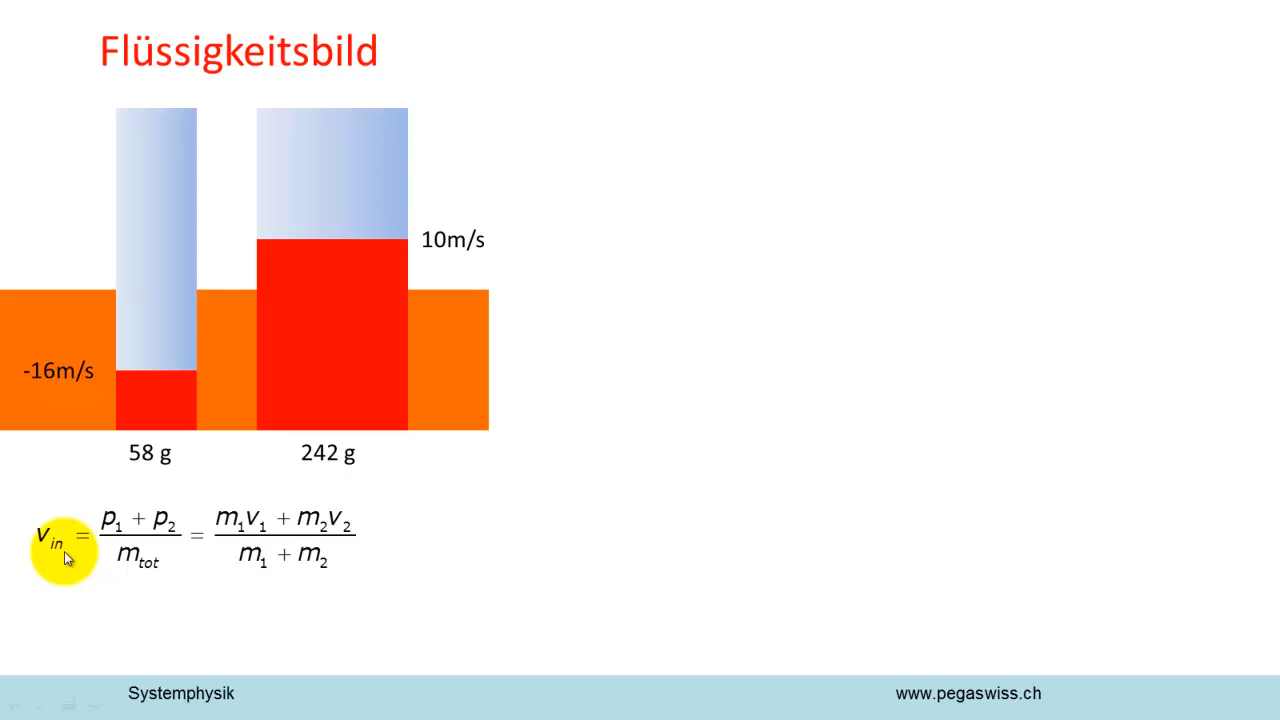 Flüssigkeitsbild
10m/s
-16m/s
58 g
242 g
v_in = (p_1 + p_2) / m_tot = (m_1v_1 + m_2v_2) / (m_1 + m_2)
Systemphysik
www.pegaswiss.ch